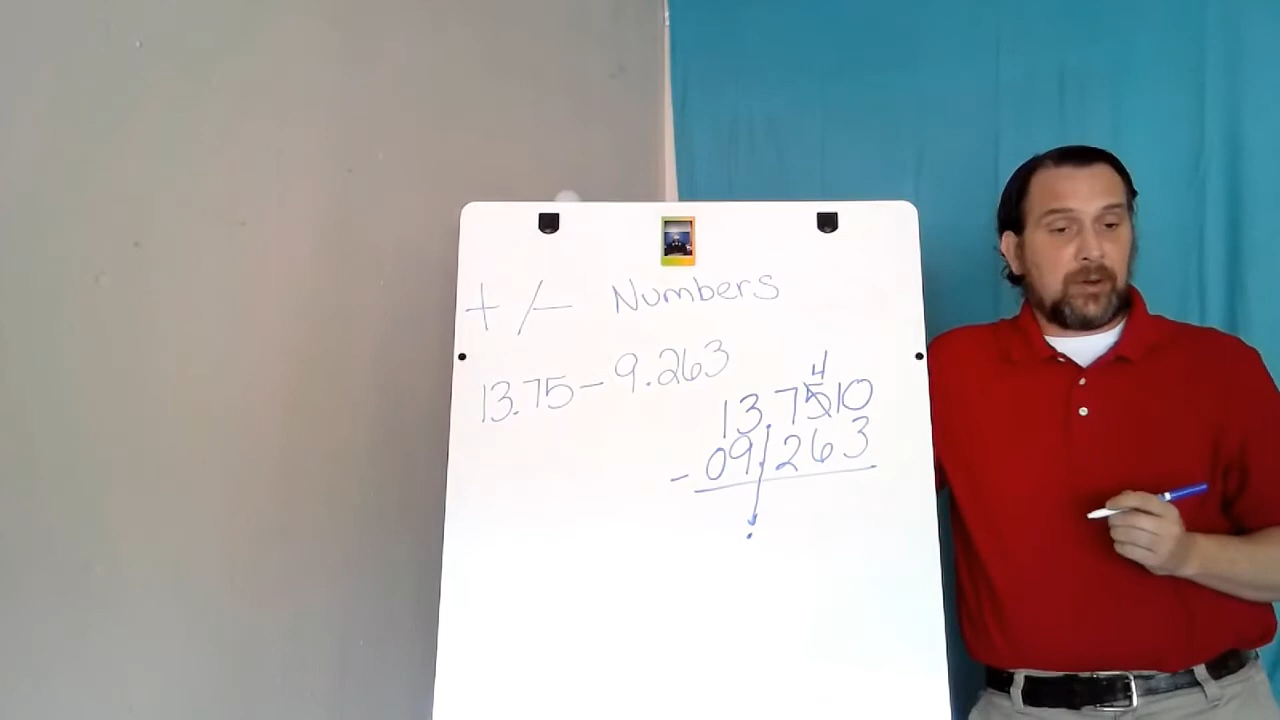 +/- Numbers
13.75 - 9.263
4
13.7510
- 09.263
.